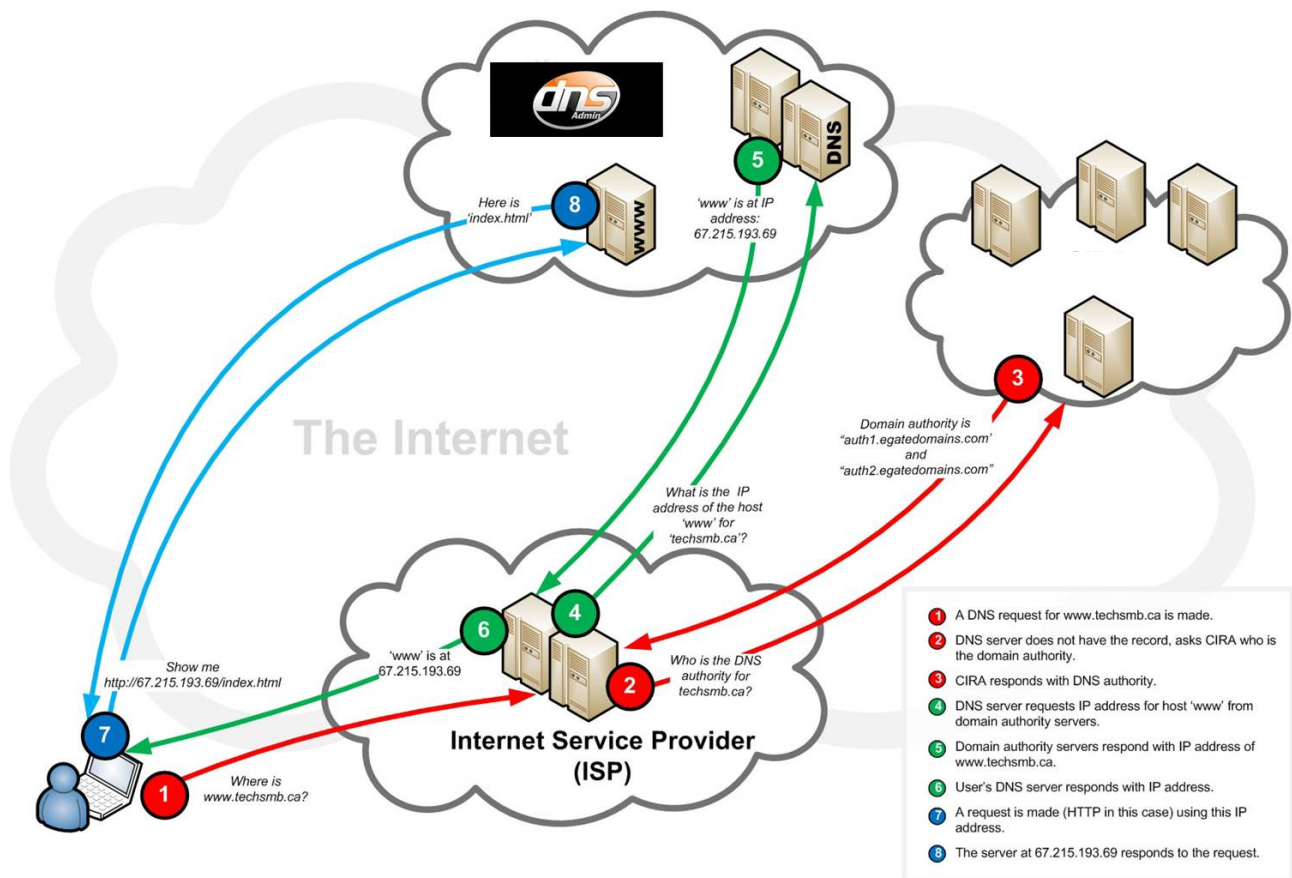 dns
Admin
DNS
5
8
WWW
Here is
'index.html'
'www' is at IP
address:
67.215.193.69
3
Domain authority is
"auth1.egatedomains.com'
and
"auth2.egatedomains.com"
The Internet
What is the IP
address of the host
'www' for
'techsmb.ca'?
4
6
'www' is at
67.215.193.69
2
Who is the DNS
authority for
techsmb.ca?
Show me
http://67.215.193.69/index.html
7
1
Where is
www.techsmb.ca?
Internet Service Provider
(ISP)
1 A DNS request for www.techsmb.ca is made.
2 DNS server does not have the record, asks CIRA who is
the domain authority.
3 CIRA responds with DNS authority.
4 DNS server requests IP address for host 'www' from
domain authority servers.
5 Domain authority servers respond with IP address of
www.techsmb.ca.
6 User's DNS server responds with IP address.
7 A request is made (HTTP in this case) using this IP
address.
8 The server at 67.215.193.69 responds to the request.